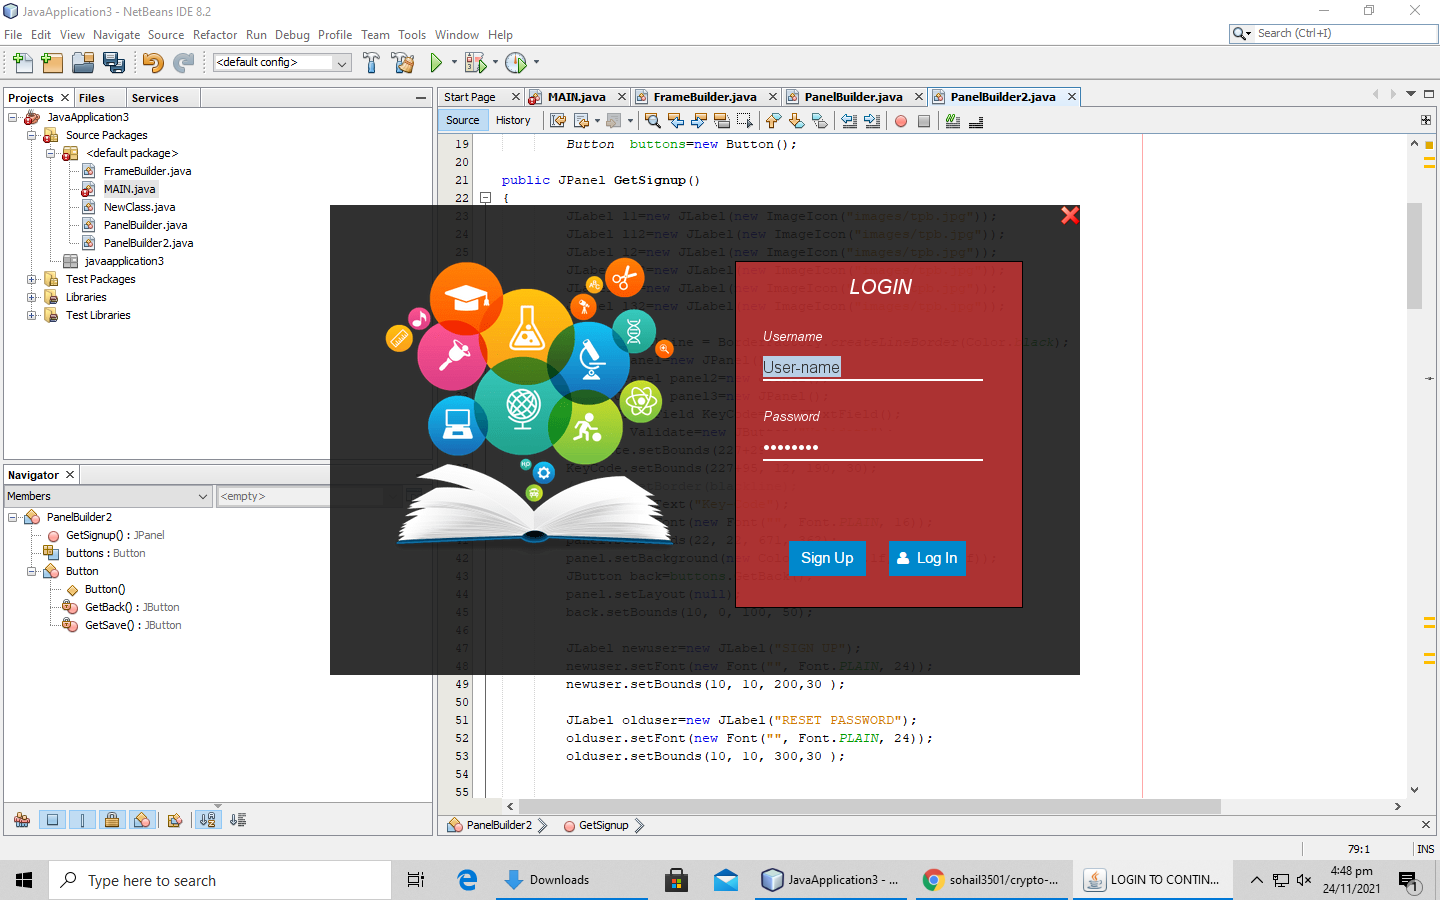 JavaApplication3 - NetBeans IDE 8.2
File Edit View Navigate Source Refactor Run Debug Profile Team Tools Window Help
Search (Ctrl+I)
<default config>
Projects Files Services
JavaApplication3
Source Packages
<default package>
FrameBuilder.java
MAIN.java
NewClass.java
PanelBuilder.java
PanelBuilder2.java
javaapplication3
Test Packages
Libraries
Test Libraries
Navigator
Members
<empty>
PanelBuilder2
GetSignup() : JPanel
buttons : Button
Button
Button()
GetBack() : JButton
GetSave() : JButton
Start Page MAIN.java FrameBuilder.java PanelBuilder.java PanelBuilder2.java
Source History
19 Button buttons=new Button();
20
21 public JPanel GetSignup()
22 {
23 JLabel l1=new JLabel(new ImageIcon("images/tpb.jpg"));
24 JLabel l12=new JLabel(new ImageIcon("images/tpb.jpg"));
25 JLabel l2=new JLabel(new ImageIcon("images/tpb.jpg"));
LOGIN
Username
User-name
Password
••••••••
Sign Up
Log In
42 panel.setBackground(new
43 JButton back=buttons.
44 panel.setLayout(null);
45 back.setBounds(10, 0, 100, 50);
46
47 JLabel newuser=new JLabel("SIGN UP");
48 newuser.setFont(new Font("", Font.PLAIN, 24));
49 newuser.setBounds(10, 10, 200,30 );
50
51 JLabel olduser=new JLabel("RESET PASSWORD");
52 olduser.setFont(new Font("", Font.PLAIN, 24));
53 olduser.setBounds(10, 10, 300,30 );
54
55
PanelBuilder2 GetSignup
79:1 INS
Type here to search
Downloads
JavaApplication3 - ...
sohail3501/crypto-...
LOGIN TO CONTIN...
4:48 pm
24/11/2021
1